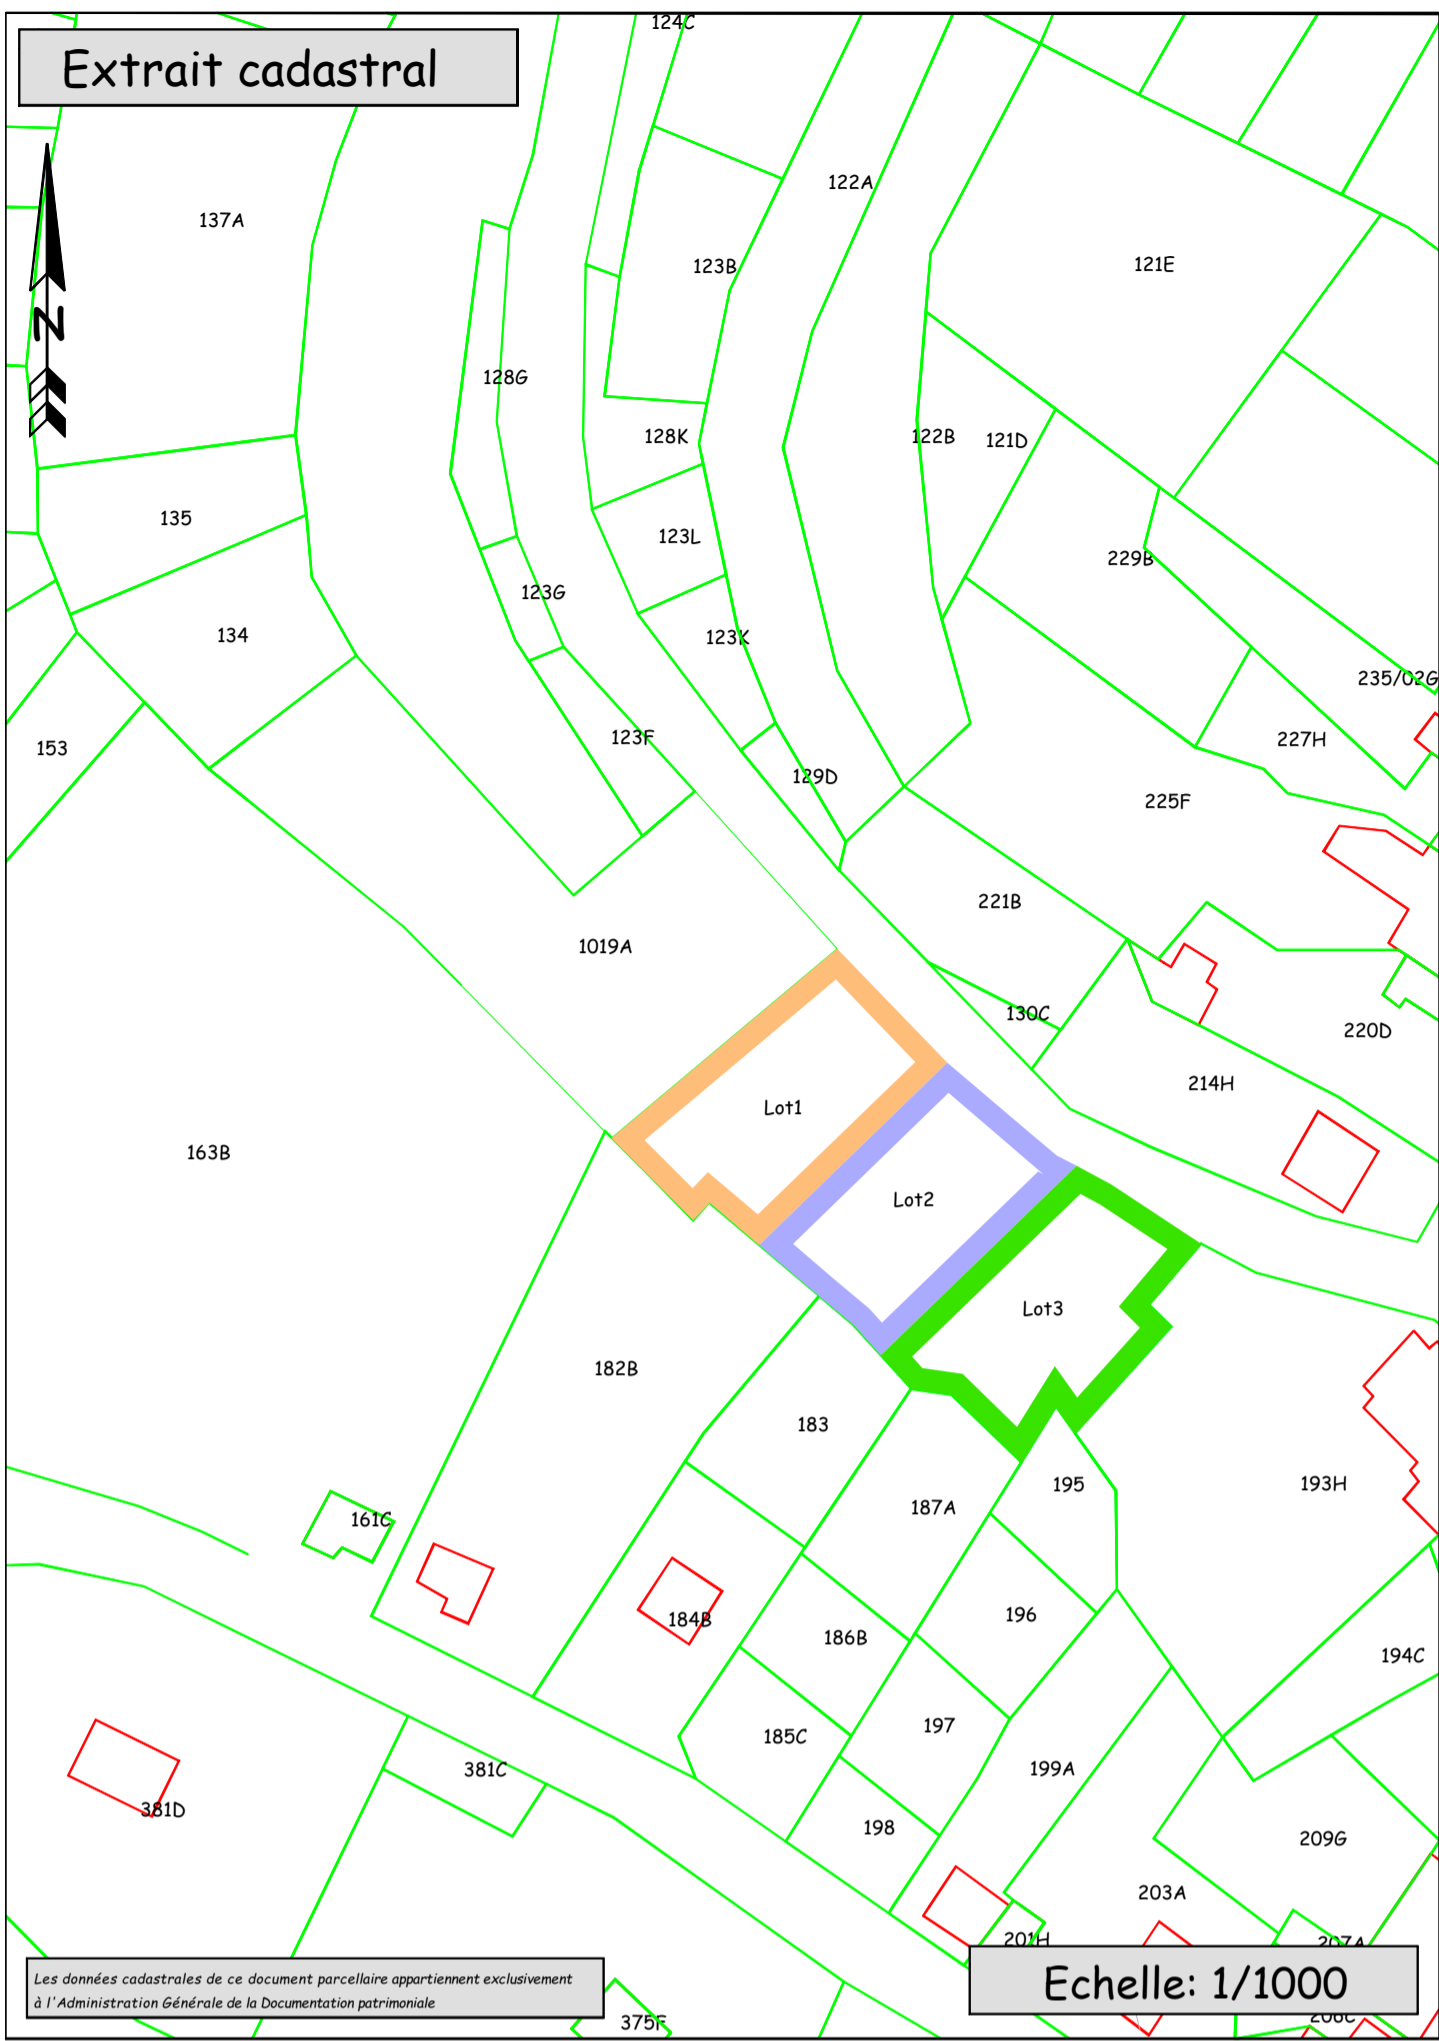 124C
Extrait cadastral
122A
137A
123B
121E
N
128G
128K
122B
121D
135
123L
229B
123G
134
123K
235/02G
123F
153
227H
129D
225F
221B
1019A
130C
220D
214H
Lot1
163B
Lot2
Lot3
182B
183
195
193H
187A
161C
196
184B
186B
194C
197
185C
199A
381C
381D
198
209G
203A
201H
207A
Les données cadastrales de ce document parcellaire appartiennent exclusivement
à l'Administration Générale de la Documentation patrimoniale
Echelle: 1/1000
375F
206C